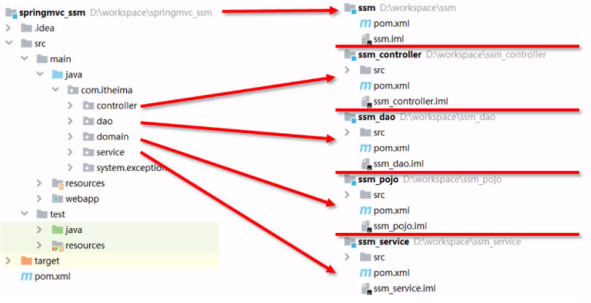 springmvc_ssm D:\workspace\springmvc_ssm
.idea
src
main
java
com.itheima
controller
dao
domain
service
system.exception
resources
webapp
test
java
resources
target
pom.xml
ssm D:\workspace\ssm
pom.xml
ssm.iml
ssm_controller D:\workspace\ssm_controller
src
pom.xml
ssm_controller.iml
ssm_dao D:\workspace\ssm_dao
src
pom.xml
ssm_dao.iml
ssm_pojo D:\workspace\ssm_pojo
src
pom.xml
ssm_pojo.iml
ssm_service D:\workspace\ssm_service
src
pom.xml
ssm_service.iml